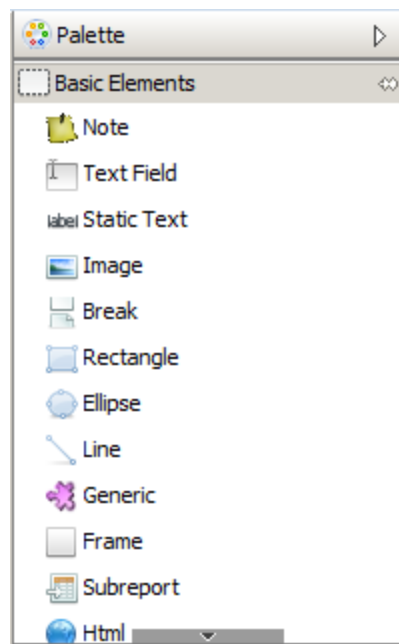 Palette
Basic Elements
Note
Text Field
label Static Text
Image
Break
Rectangle
Ellipse
Line
Generic
Frame
Subreport
Html